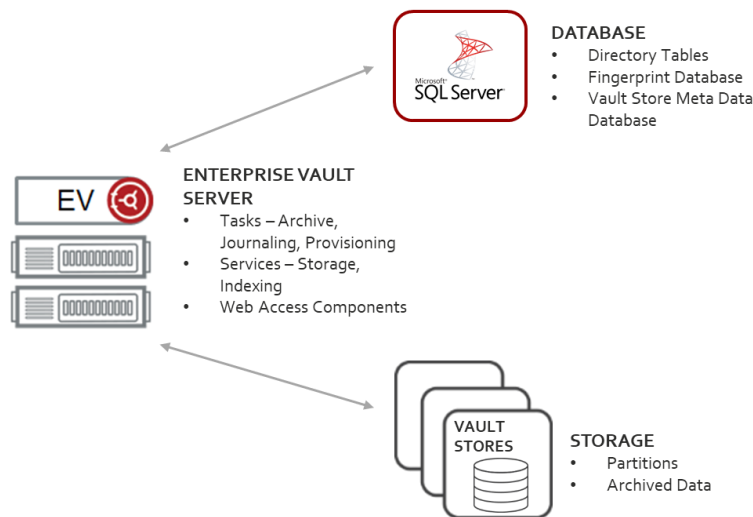 DATABASE
• Directory Tables
• Fingerprint Database
• Vault Store Meta Data
Database
Microsoft®
SQL Server®
EV
ENTERPRISE VAULT
SERVER
• Tasks – Archive,
Journaling, Provisioning
• Services – Storage,
Indexing
• Web Access Components
VAULT
STORES
STORAGE
• Partitions
• Archived Data